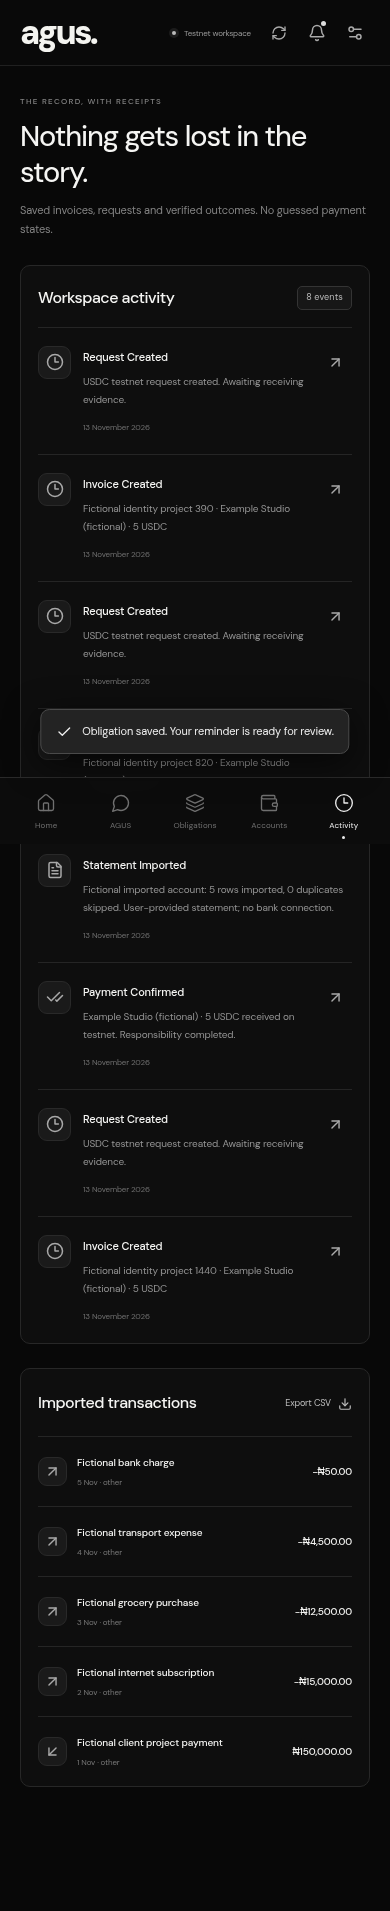 agus.
Testnet workspace
THE RECORD, WITH RECEIPTS
Nothing gets lost in the
story.
Saved invoices, requests and verified outcomes. No guessed payment
states.
Workspace activity
8 events
Request Created
USDC testnet request created. Awaiting receiving
evidence.
13 November 2026
Invoice Created
Fictional identity project 390 · Example Studio
(fictional) · 5 USDC
13 November 2026
Request Created
USDC testnet request created. Awaiting receiving
evidence.
13 November 2026
Obligation saved. Your reminder is ready for review.
Fictional identity project 820 · Example Studio
Home
AGUS
Obligations
Accounts
Activity
Statement Imported
Fictional imported account: 5 rows imported, 0 duplicates
skipped. User-provided statement; no bank connection.
13 November 2026
Payment Confirmed
Example Studio (fictional) · 5 USDC received on
testnet. Responsibility completed.
13 November 2026
Request Created
USDC testnet request created. Awaiting receiving
evidence.
13 November 2026
Invoice Created
Fictional identity project 1440 · Example Studio
(fictional) · 5 USDC
13 November 2026
Imported transactions
Export CSV
Fictional bank charge
-₦50.00
5 Nov · other
Fictional transport expense
-₦4,500.00
4 Nov · other
Fictional grocery purchase
-₦12,500.00
3 Nov · other
Fictional internet subscription
-₦15,000.00
2 Nov · other
Fictional client project payment
₦150,000.00
1 Nov · other